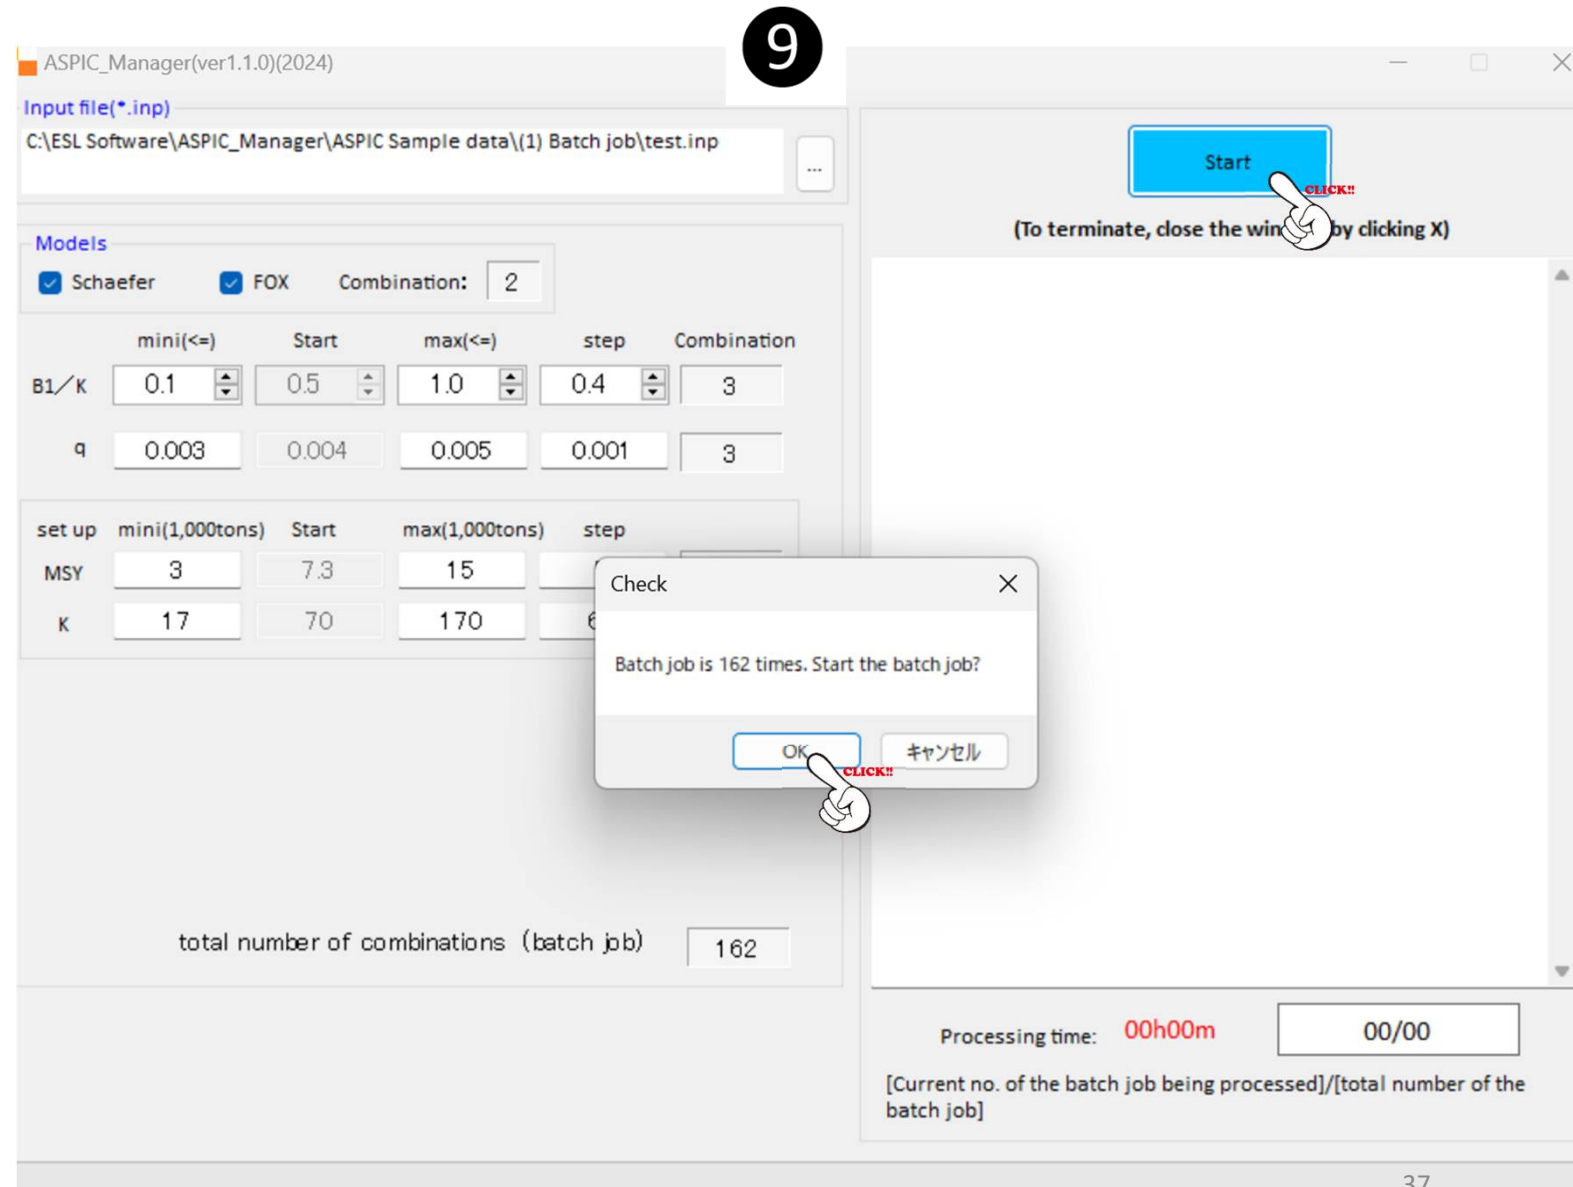 9
ASPIC_Manager(ver1.1.0)(2024)
Input file(*.inp)
C:\ESL Software\ASPIC_Manager\ASPIC Sample data\(1) Batch job\test.inp
...
Start
CLICK!!
(To terminate, close the by clicking X)
Models
Schaefer FOX Combination: 2
mini(<=) Start max(<=) step Combination
B1/K 0.1 0.5 1.0 0.4 3
q 0.003 0.004 0.005 0.001 3
set up mini(1,000tons) Start max(1,000tons) step
MSY 3 7.3 15
K 17 70 170
Check
Batch job is 162 times. Start the batch job?
OK キャンセル
CLICK!!
total number of combinations (batch job) 162
Processing time: 00h00m 00/00
[Current no. of the batch job being processed]/[total number of the
batch job]
37